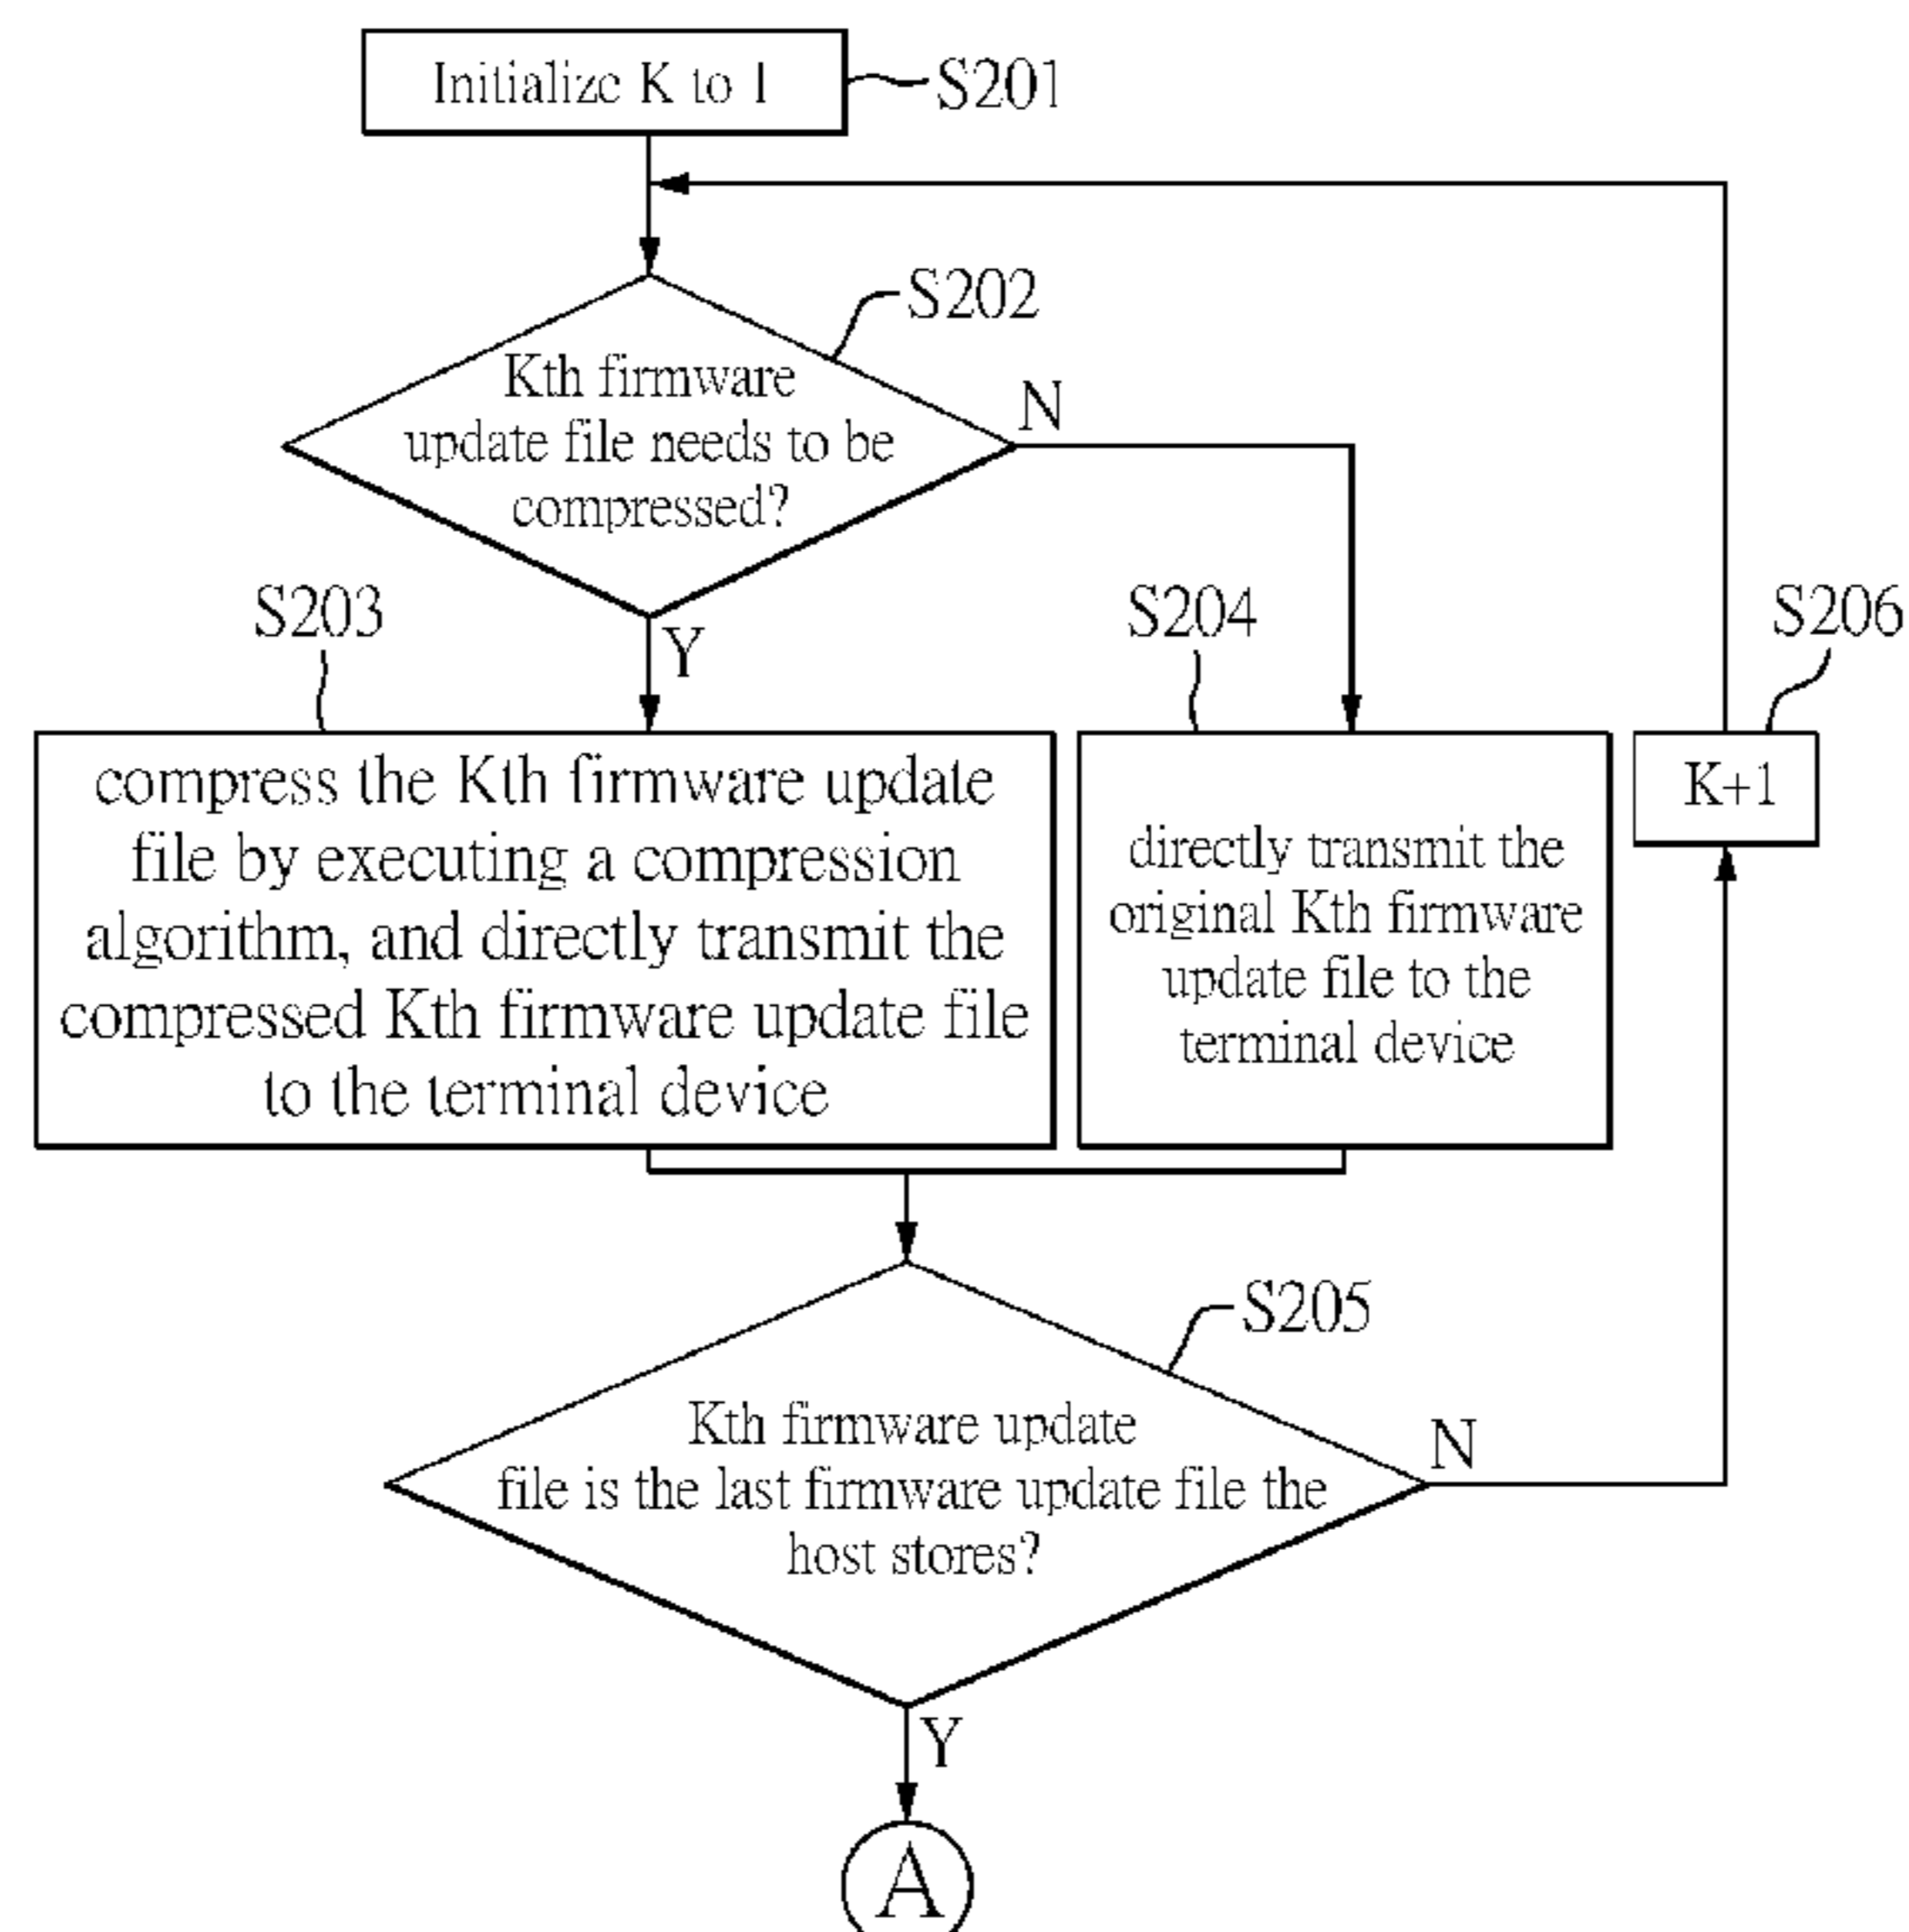 Initialize K to 1
S201
S202
Kth firmware
update file needs to be
compressed?
N
Y
S203
S204
S206
compress the Kth firmware update
file by executing a compression
algorithm, and directly transmit the
compressed Kth firmware update file
to the terminal device
directly transmit the
original Kth firmware
update file to the
terminal device
K+1
S205
Kth firmware update
file is the last firmware update file the
host stores?
N
Y
A